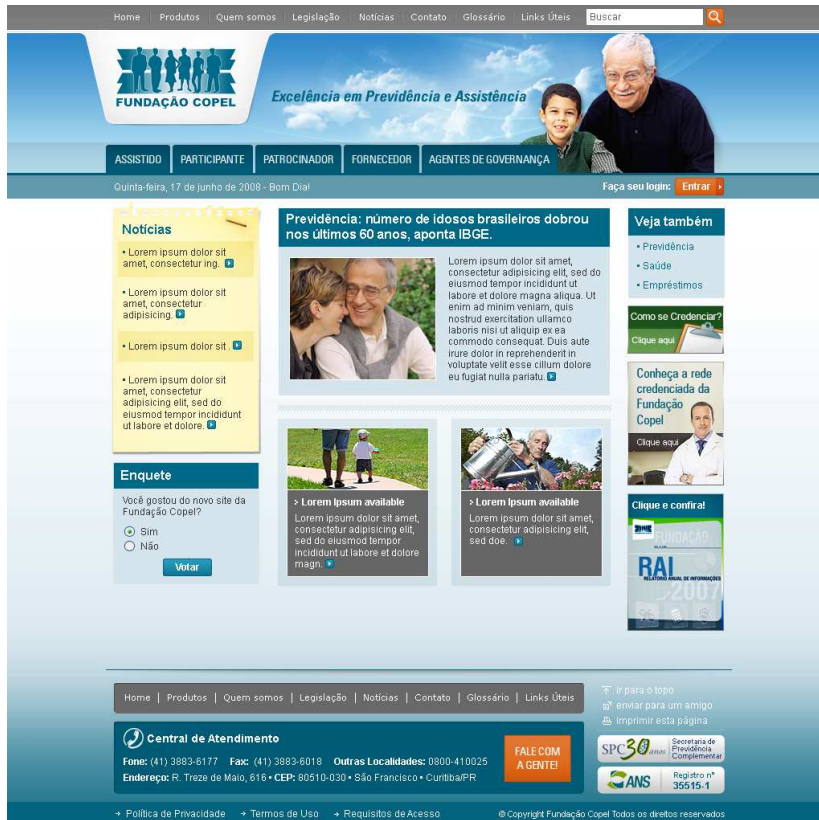 Home Produtos Quem somos Legislação Notícias Contato Glossário Links Úteis Buscar
FUNDAÇÃO COPEL
Excelência em Previdência e Assistência
ASSISTIDO PARTICIPANTE PATROCINADOR FORNECEDOR AGENTES DE GOVERNANÇA
Quinta-feira, 17 de junho de 2008 - Bom Dia!
Faça seu login: Entrar
Notícias
• Lorem ipsum dolor sit
amet, consectetur ing.
• Lorem ipsum dolor sit
amet, consectetur
adipisicing.
• Lorem ipsum dolor sit .
• Lorem ipsum dolor sit
amet, consectetur
adipisicing elit, sed do
eiusmod tempor incididunt
ut labore et dolore.
Enquete
Você gostou do novo site da
Fundação Copel?
Sim
Não
Votar
Previdência: número de idosos brasileiros dobrou
nos últimos 60 anos, aponta IBGE.
Lorem ipsum dolor sit amet,
consectetur adipisicing elit, sed do
eiusmod tempor incididunt ut
labore et dolore magna aliqua. Ut
enim ad minim veniam, quis
nostrud exercitation ullamco
laboris nisi ut aliquip ex ea
commodo consequat. Duis aute
irure dolor in reprehenderit in
voluptate velit esse cillum dolore
eu fugiat nulla pariatu.
> Lorem Ipsum available
Lorem ipsum dolor sit amet,
consectetur adipisicing elit,
sed do eiusmod tempor
incididunt ut labore et dolore
magn.
> Lorem Ipsum available
Lorem ipsum dolor sit amet,
consectetur adipisicing elit,
sed doe.
Veja também
• Previdência
• Saúde
• Empréstimos
Como se Credenciar?
Clique aqui
Conheça a rede
credenciada da
Fundação
Copel
Clique aqui
Clique e confira!
FUNDAÇÃO
RAI
RELATÓRIO ANUAL DE INFORMAÇÕES
2007
Home | Produtos | Quem somos | Legislação | Notícias | Contato | Glossário | Links Úteis
Central de Atendimento
Fone: (41) 3883-6177 Fax: (41) 3883-6018 Outras Localidades: 0800-410025
Endereço: R. Treze de Maio, 616 • CEP: 80510-030 • São Francisco • Curitiba/PR
FALE COM
A GENTE!
ir para o topo
enviar para um amigo
imprimir esta página
SPC 30 anos
Secretaria de
Previdência
Complementar
ANS
Registro nº
35515-1
Política de Privacidade Termos de Uso Requisitos de Acesso
© Copyright Fundação Copel Todos os direitos reservados